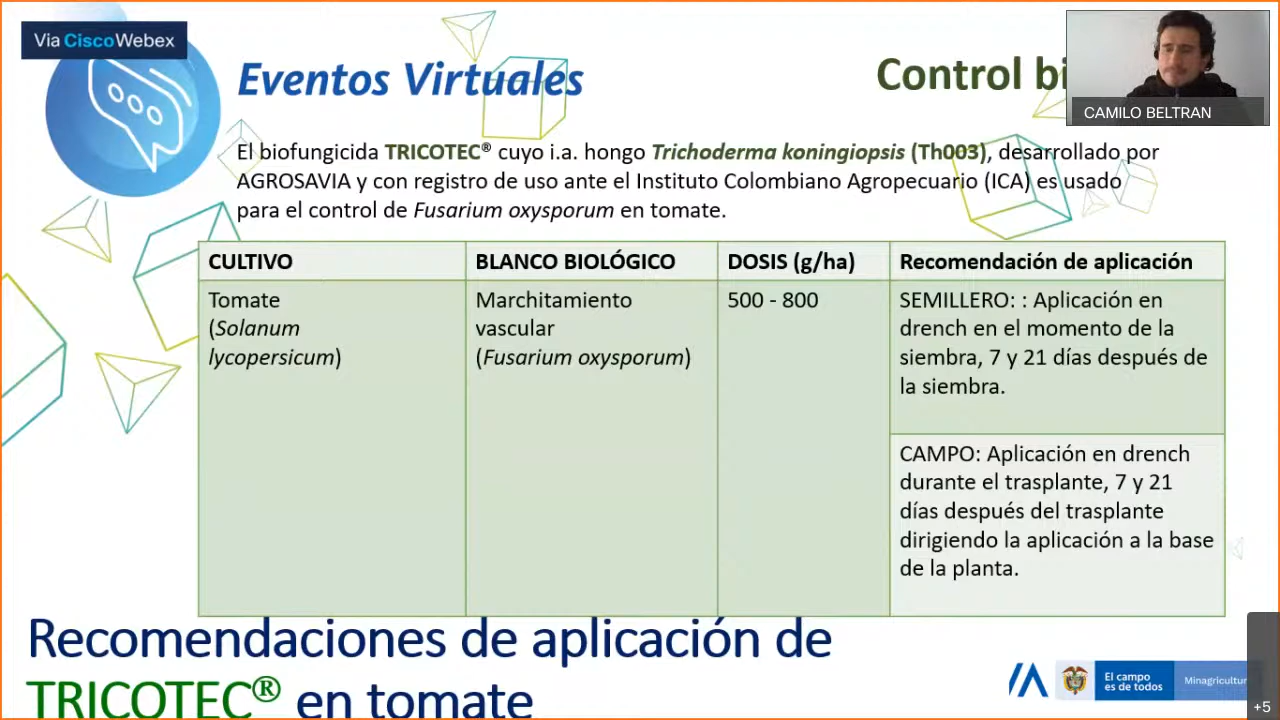 Via Cisco Webex
Eventos Virtuales
Control
CAMILO BELTRAN
El biofungicida TRICOTEC® cuyo i.a. hongo Trichoderma koningiopsis (Th003), desarrollado por
AGROSAVIA y con registro de uso ante el Instituto Colombiano Agropecuario (ICA) es usado
para el control de Fusarium oxysporum en tomate.
CULTIVO
BLANCO BIOLÓGICO
DOSIS (g/ha)
Recomendación de aplicación
Tomate
(Solanum
lycopersicum)
Marchitamiento
vascular
(Fusarium oxysporum)
500 - 800
SEMILLERO: : Aplicación en
drench en el momento de la
siembra, 7 y 21 días después de
la siembra.
CAMPO: Aplicación en drench
durante el trasplante, 7 y 21
días después del trasplante
dirigiendo la aplicación a la base
de la planta.
Recomendaciones de aplicación de
TRICOTEC® en tomate
El campo
es de todos
Minagricultur
+5